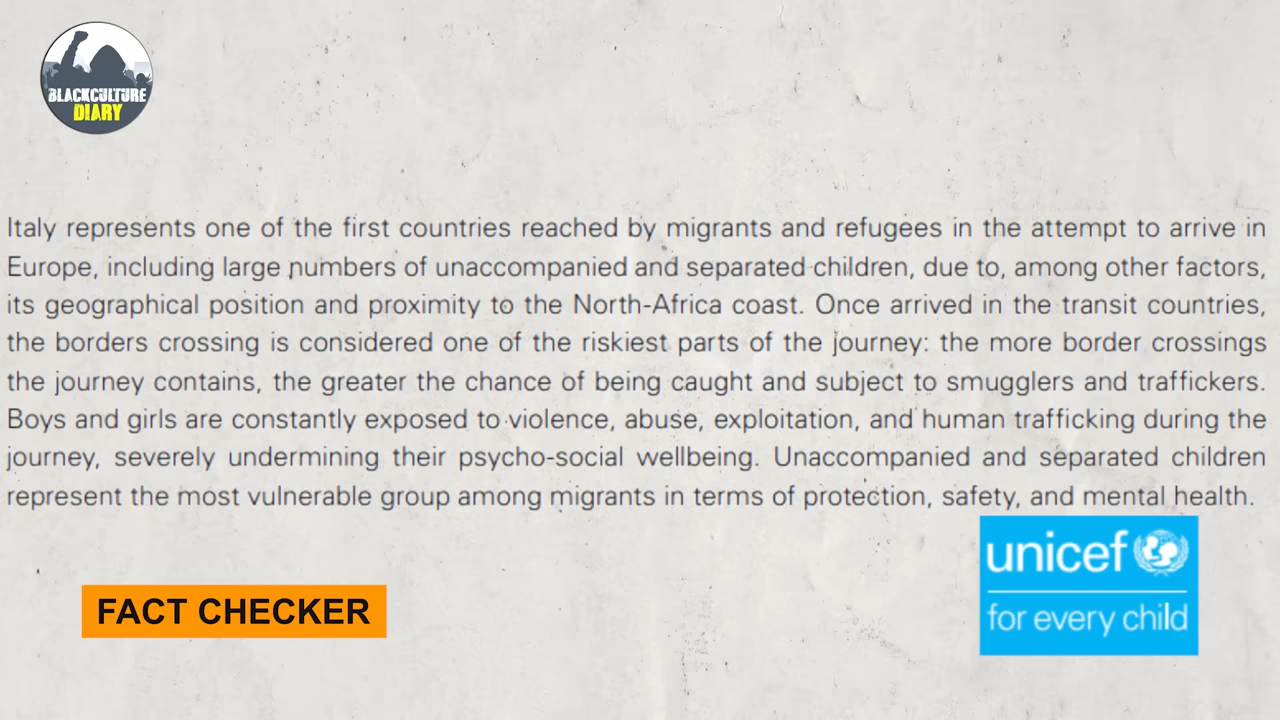 BLACKCULTURE
DIARY
Italy represents one of the first countries reached by migrants and refugees in the attempt to arrive in
Europe, including large numbers of unaccompanied and separated children, due to, among other factors,
its geographical position and proximity to the North-Africa coast. Once arrived in the transit countries,
the borders crossing is considered one of the riskiest parts of the journey: the more border crossings
the journey contains, the greater the chance of being caught and subject to smugglers and traffickers.
Boys and girls are constantly exposed to violence, abuse, exploitation, and human trafficking during the
journey, severely undermining their psycho-social wellbeing. Unaccompanied and separated children
represent the most vulnerable group among migrants in terms of protection, safety, and mental health.
unicef
for every child
FACT CHECKER